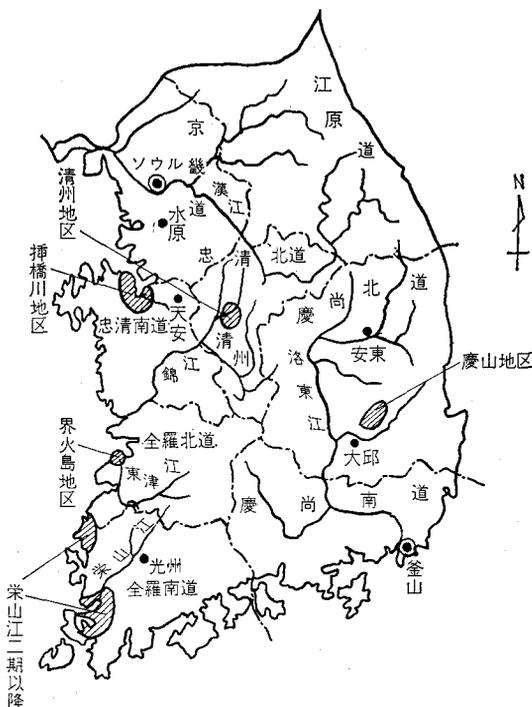 江原道
京畿道
ソウル
漢江
N
清州地区
水原
忠清北道
挿橋川地区
天安
忠清南道
慶尚北道
安東
清州
錦江
洛東江
慶山地区
大邱
界火島地区
全羅北道
東津江
慶尚南道
栄山江
光州
全羅南道
釜山
栄山江二期以降